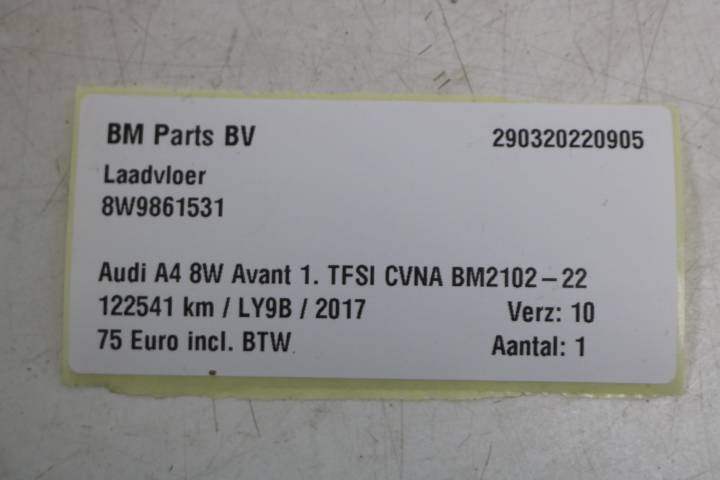 BM Parts BV 290320220905
Laadvloer
8W9861531
Audi A4 8W Avant 1. TFSI CVNA BM2102-22
122541 km / LY9B / 2017 Verz: 10
75 Euro incl. BTW Aantal: 1